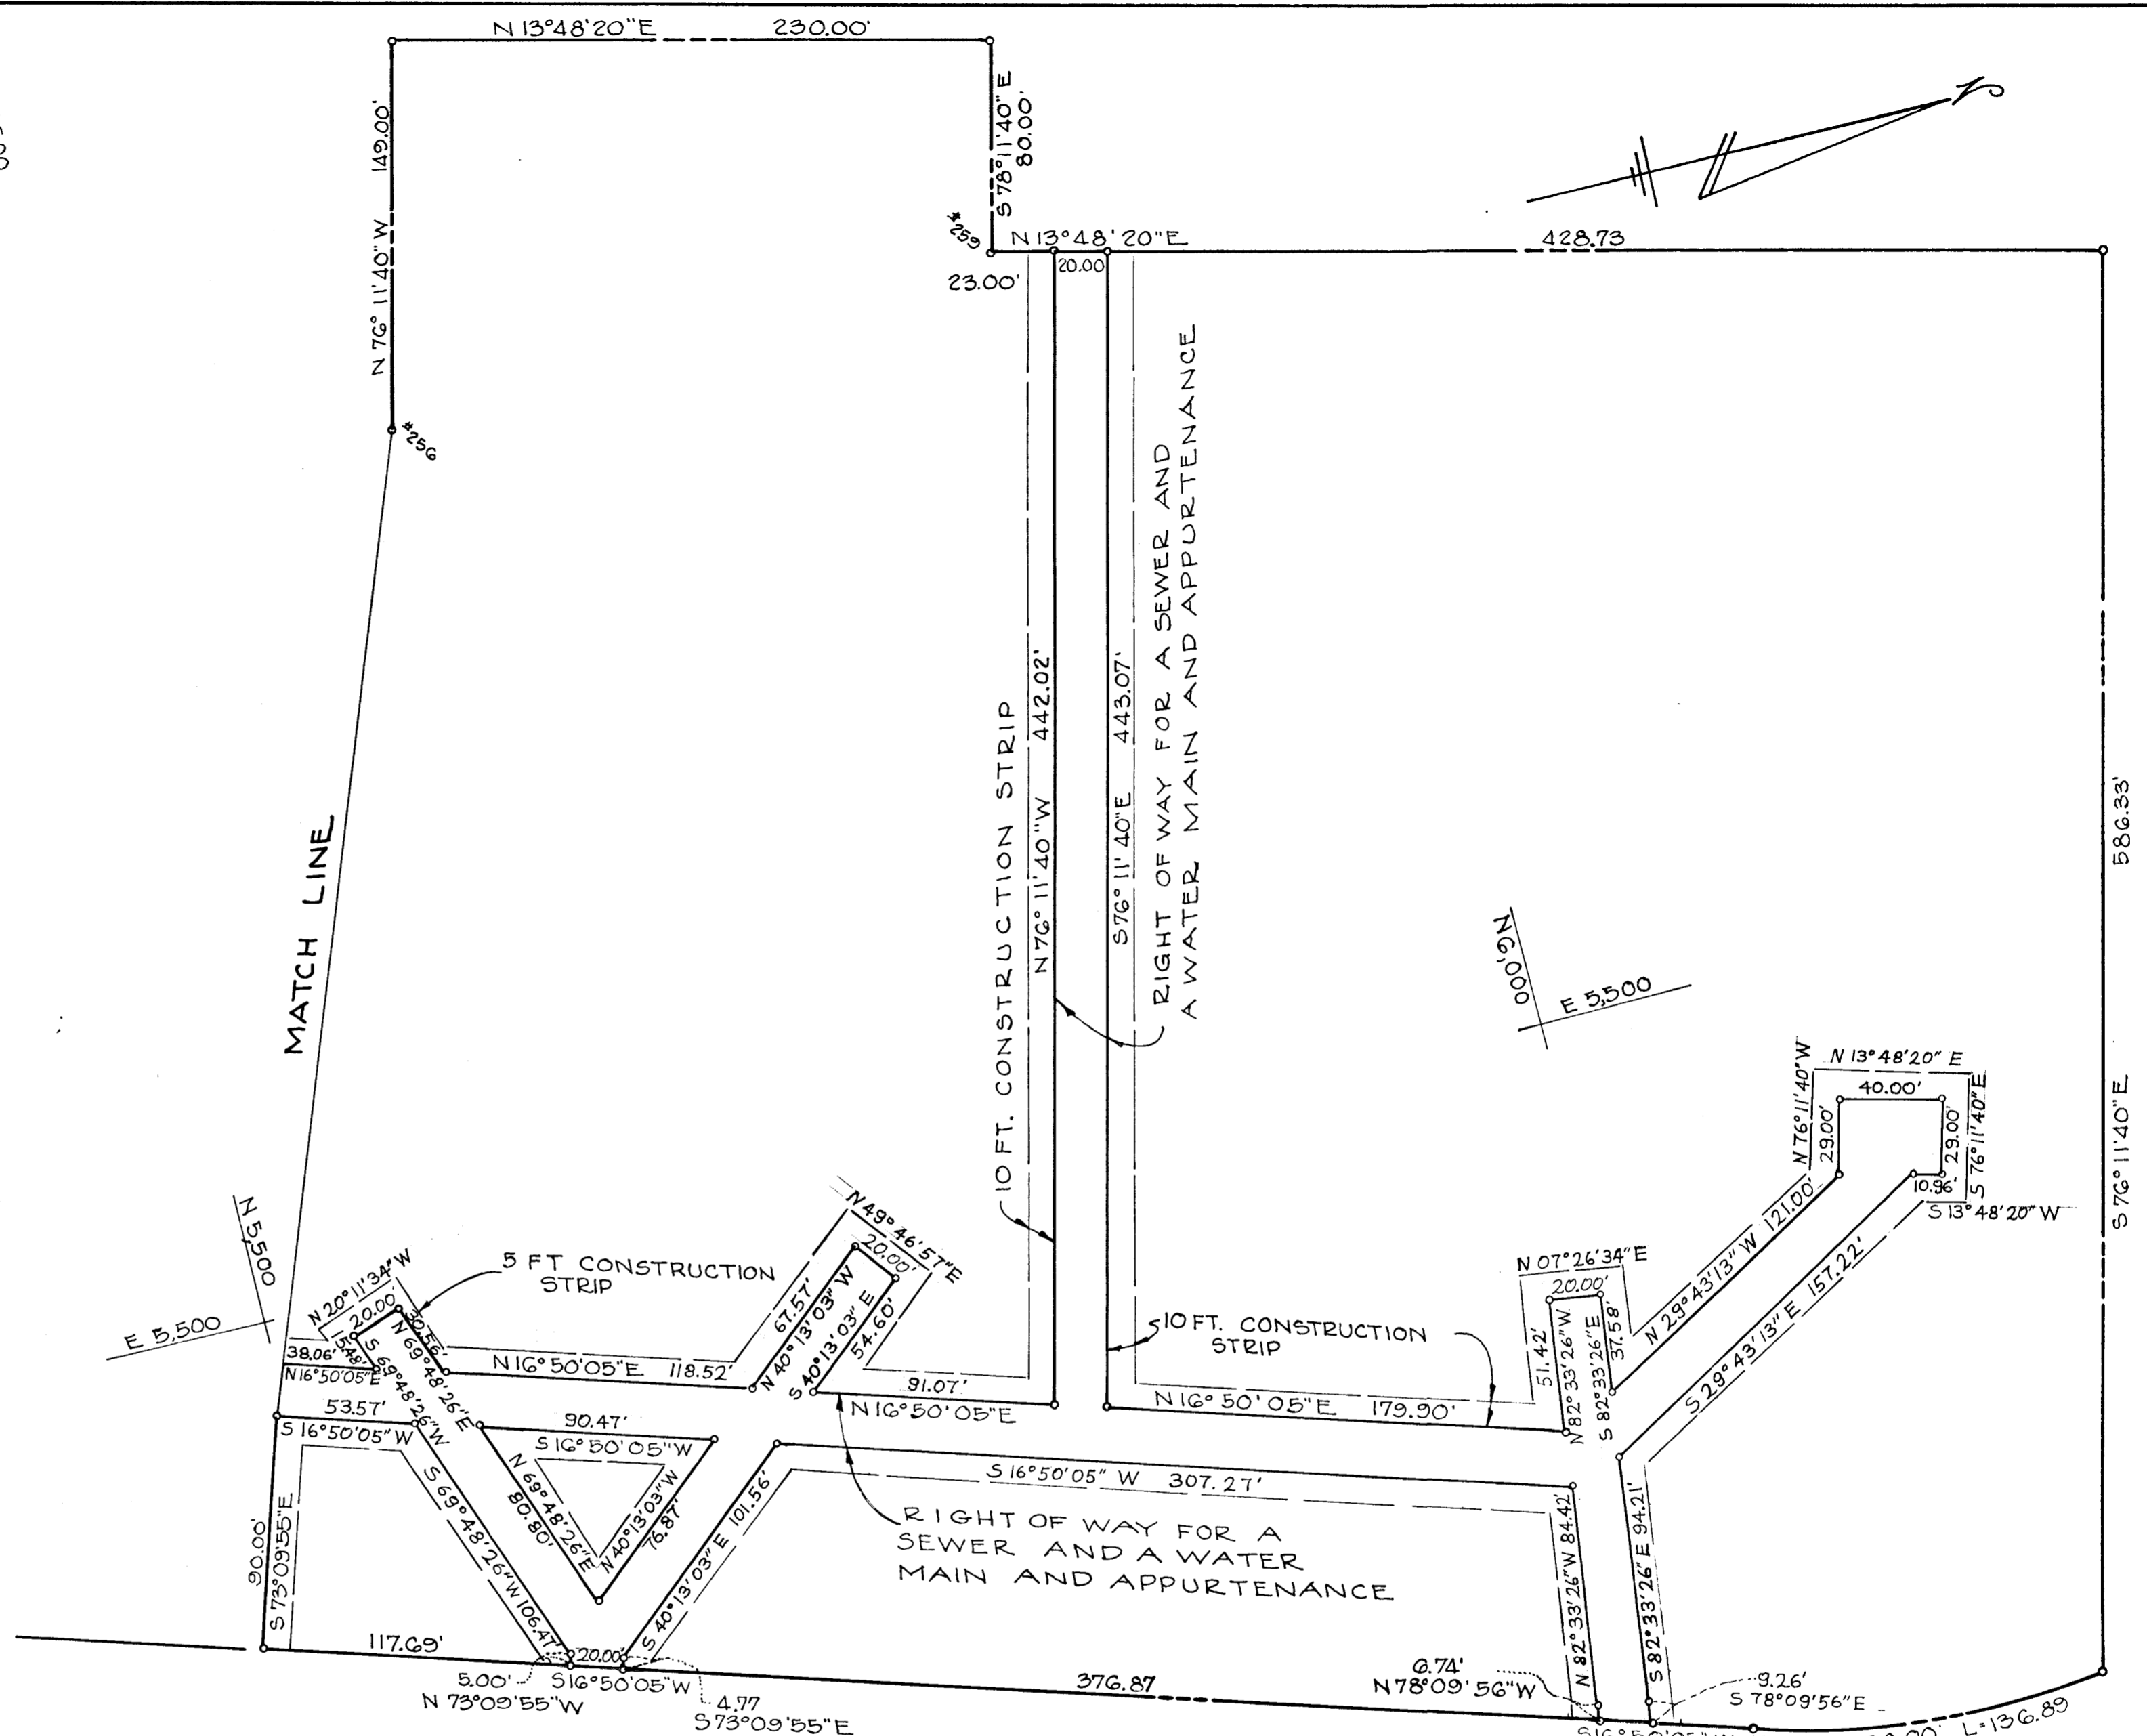 N 13°48'20"E 230.00'
149.00'
N 76° 11'40" W
S 78°11'40" E
80.00'
#259
N 13°48'20"E
428.73
20.00
23.00'
#256
MATCH LINE
10 FT. CONSTRUCTION STRIP
N 76° 11' 40" W 442.02'
S 76° 11' 40" E 443.07'
RIGHT OF WAY FOR A SEWER AND
A WATER MAIN AND APPURTENANCE
586.33'
S 76° 11' 40" E
N 6,000
E 5,500
N 13°48'20" E
N 76° 11' 40" W
40.00'
29.00'
29.00'
S 76° 11' 40" E
10.96'
S 13°48'20" W
N 29°43'13" W 121.00'
S 29°43'13" E 157.22'
N 07°26'34"E
20.00'
51.42'
N 82°33'26"W
S 82°33'26"E
37.58'
10 FT. CONSTRUCTION
STRIP
N 16° 50' 05" E 179.90'
N 5,500
E 5,500
N 20°11'34" W
20.00
5 FT CONSTRUCTION
STRIP
30.56'
15.48'
38.06'
N 16°50'05"E
S 69°48'26"W
N 69°48'26"E
N 16° 50' 05" E 118.52'
67.57'
N 40°13'03" W
N 49° 46' 57" E
20.00'
S 40°13'03" E
54.60'
91.07'
N 16° 50' 05" E
53.57'
S 16°50'05" W
90.47'
S 16° 50' 05" W
N 69°48'26"E
80.80'
N 40°13'03" W
76.87'
S 69°48'26" W 106.47'
S 40°13'03" E 101.56'
S 16° 50' 05" W 307.27'
RIGHT OF WAY FOR A
SEWER AND A WATER
MAIN AND APPURTENANCE
N 82°33'26" W 84.42'
S 82°33'26" E 94.21'
90.00'
S 73°09'55"E
117.69'
20.00'
5.00'
N 73°09'55"W
S 16°50'05"W
4.77
S 73°09'55"E
376.87
6.74'
N 78°09'56"W
9.26'
S 78°09'56"E
L=136.89